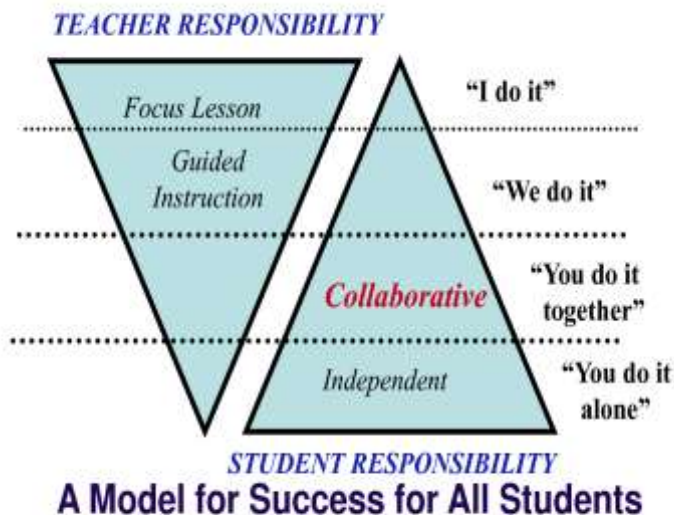 TEACHER RESPONSIBILITY
Focus Lesson
“I do it”
Guided
Instruction
“We do it”
Collaborative
“You do it
together”
Independent
“You do it
alone”
STUDENT RESPONSIBILITY
A Model for Success for All Students